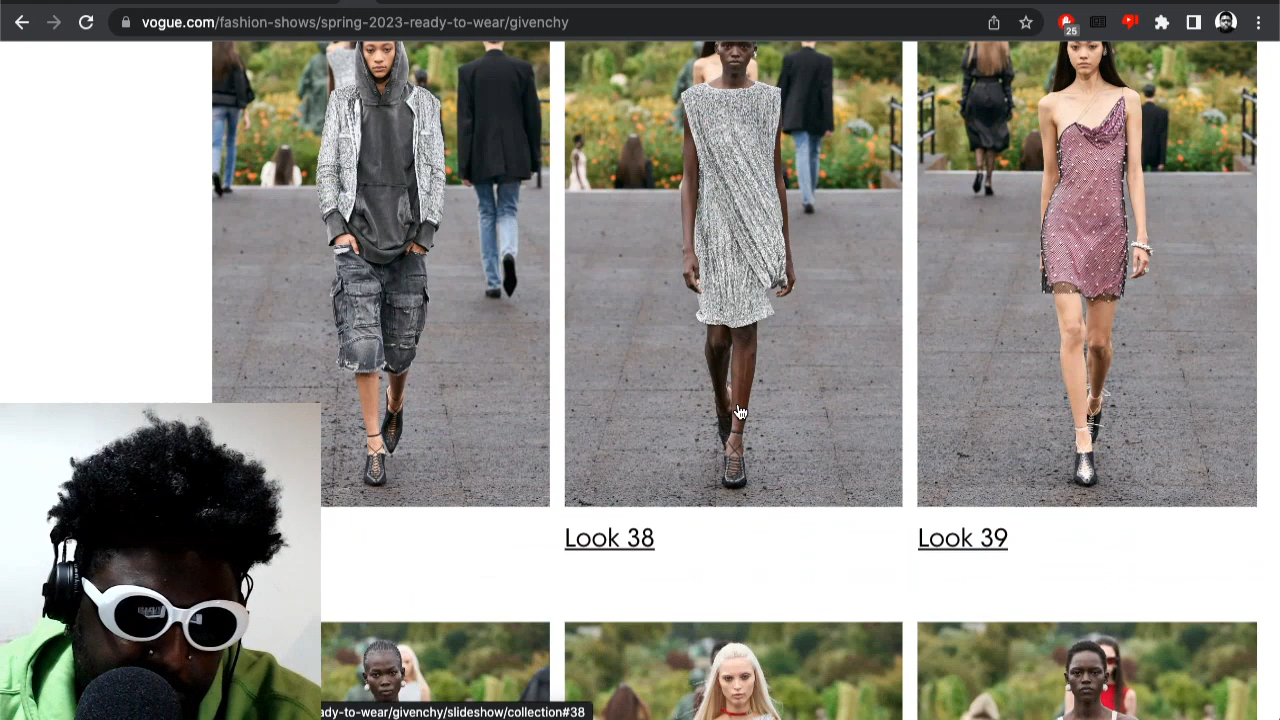 vogue.com/fashion-shows/spring-2023-ready-to-wear/givenchy
25
Look 38
Look 39
ady-to-wear/givenchy/slideshow/collection#38